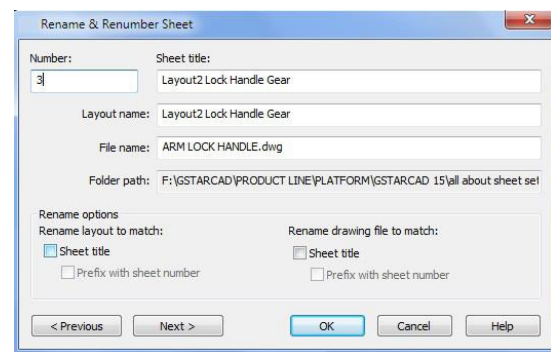 Rename & Renumber Sheet
Number: Sheet title:
3 Layout2 Lock Handle Gear
Layout name: Layout2 Lock Handle Gear
File name: ARM LOCK HANDLE.dwg
Folder path: F:\GSTARCAD\PRODUCT LINE\PLATFORM\GSTARCAD 15\all about sheet set
Rename options
Rename layout to match: Rename drawing file to match:
Sheet title Sheet title
Prefix with sheet number Prefix with sheet number
< Previous Next > OK Cancel Help